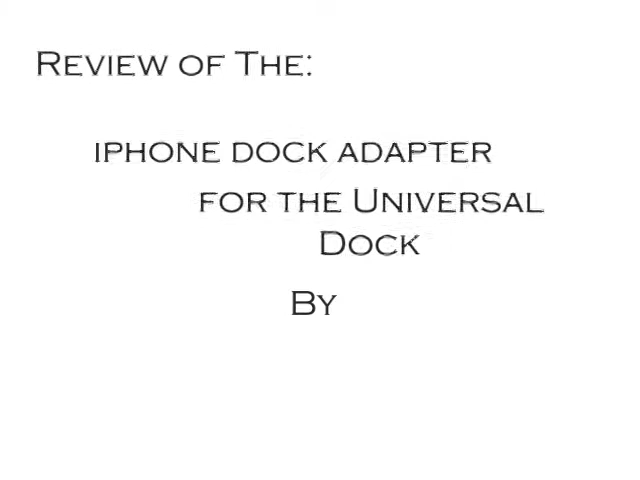 Review of The:
iphone dock adapter
for the Universal
Dock
By